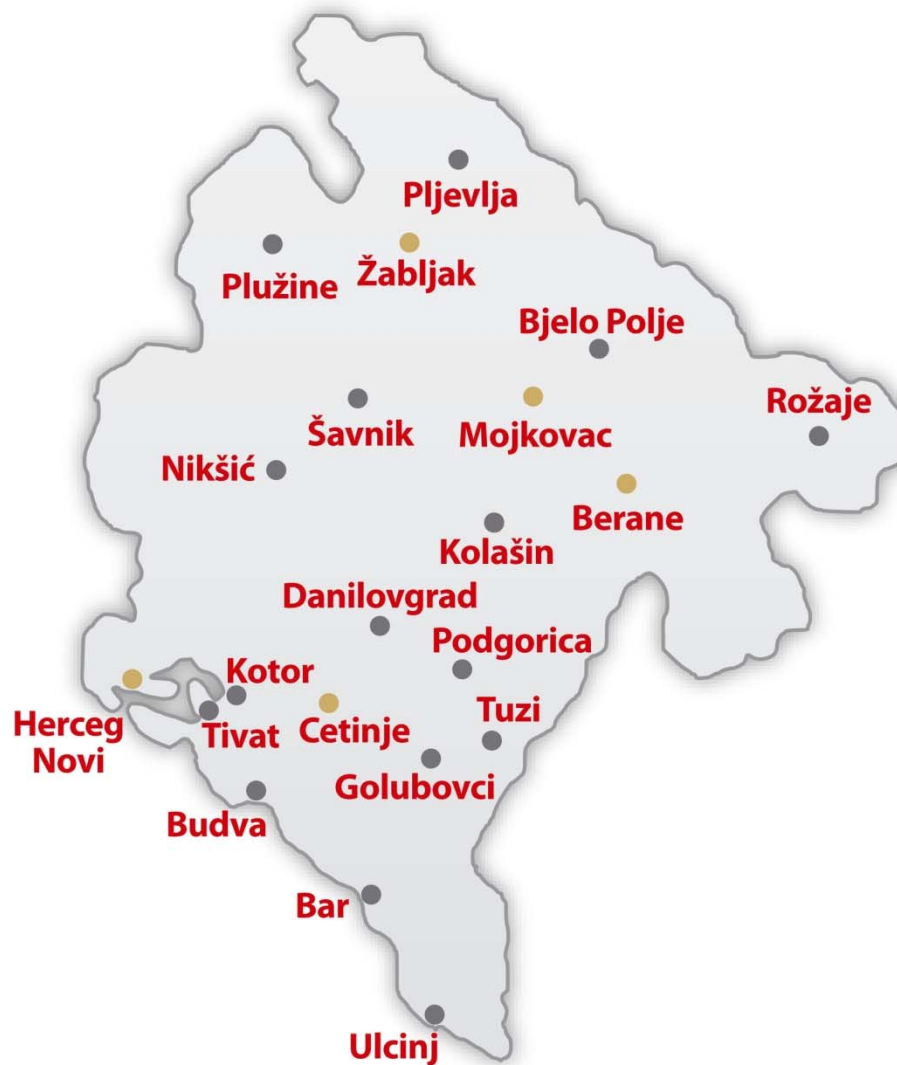 Pljevlja
Plužine
Žabljak
Bjelo Polje
Rožaje
Šavnik
Mojkovac
Nikšić
Berane
Kolašin
Danilovgrad
Podgorica
Kotor
Tuzi
Herceg
Novi
Tivat
Cetinje
Golubovci
Budva
Bar
Ulcinj